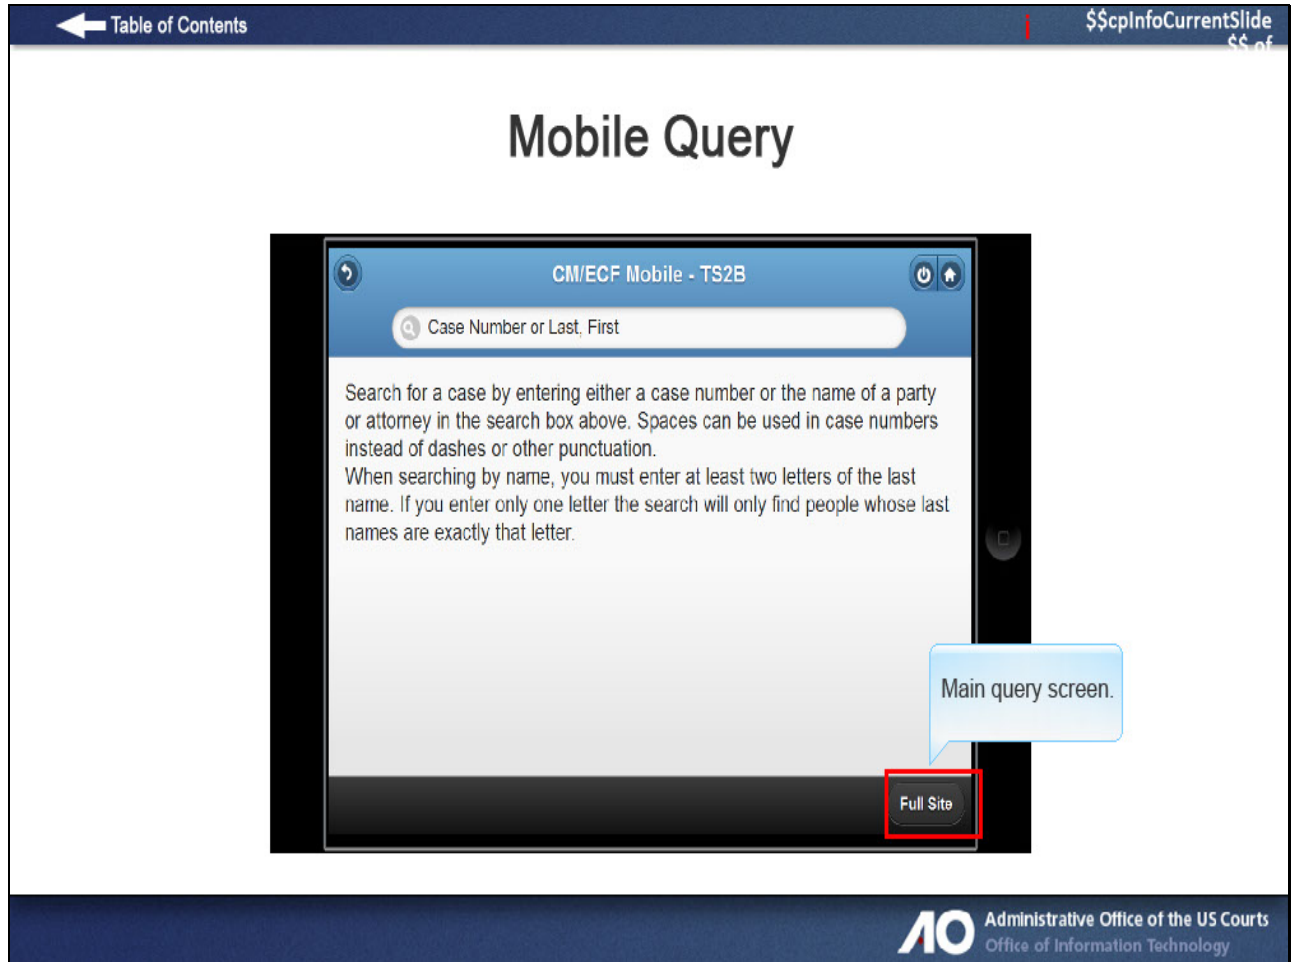 Table of Contents
i
$$cpInfoCurrentSlide
$$ of
Mobile Query
CM/ECF Mobile - TS2B
Case Number or Last, First
Search for a case by entering either a case number or the name of a party
or attorney in the search box above. Spaces can be used in case numbers
instead of dashes or other punctuation.
When searching by name, you must enter at least two letters of the last
name. If you enter only one letter the search will only find people whose last
names are exactly that letter.
Main query screen.
Full Site
AO
Administrative Office of the US Courts
Office of Information Technology